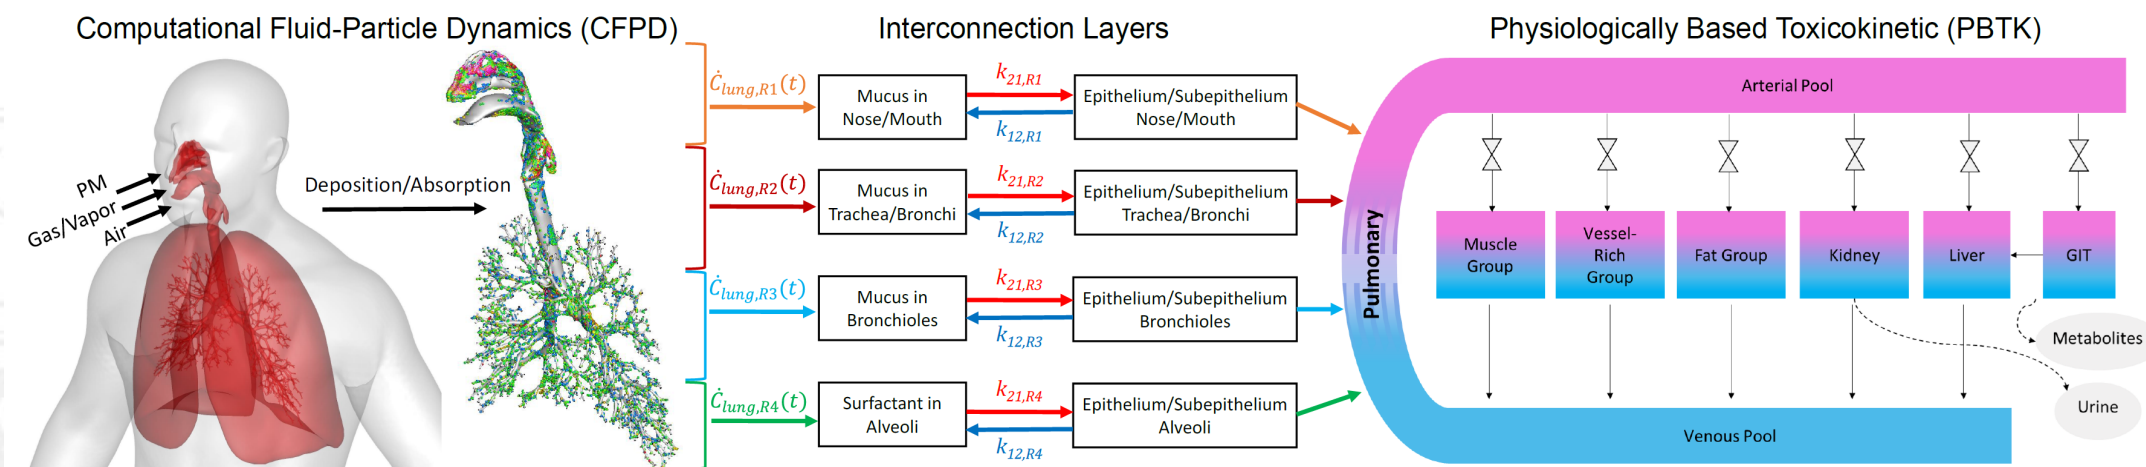 Computational Fluid-Particle Dynamics (CFPD)
Interconnection Layers
Physiologically Based Toxicokinetic (PBTK)
PM
Gas/Vapor
Air
Deposition/Absorption
Ċlung,R1(t)
Mucus in
Nose/Mouth
k21,R1
k12,R1
Epithelium/Subepithelium
Nose/Mouth
Ċlung,R2(t)
Mucus in
Trachea/Bronchi
k21,R2
k12,R2
Epithelium/Subepithelium
Trachea/Bronchi
Ċlung,R3(t)
Mucus in
Bronchioles
k21,R3
k12,R3
Epithelium/Subepithelium
Bronchioles
Ċlung,R4(t)
Surfactant in
Alveoli
k21,R4
k12,R4
Epithelium/Subepithelium
Alveoli
Pulmonary
Arterial Pool
Muscle
Group
Vessel-
Rich
Group
Fat Group
Kidney
Liver
GIT
Metabolites
Urine
Venous Pool